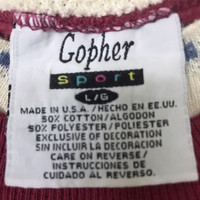 Gopher
sport
L/G
MADE IN U.S.A. / HECHO EN EE.UU.
50% COTTON/ALGODON
50% POLYESTER/POLIESTER
EXCLUSIVE OF DECORATION
SIN INCLUIR LA DECORACION
CARE ON REVERSE/
INSTRUCCIONES DE
CUIDADO AL REVERSO.